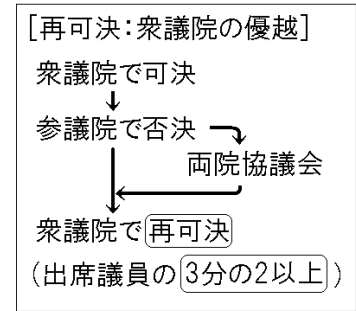 [再可決:衆議院の優越]
衆議院で可決
参議院で否決
両院協議会
衆議院で再可決
(出席議員の3分の2以上)